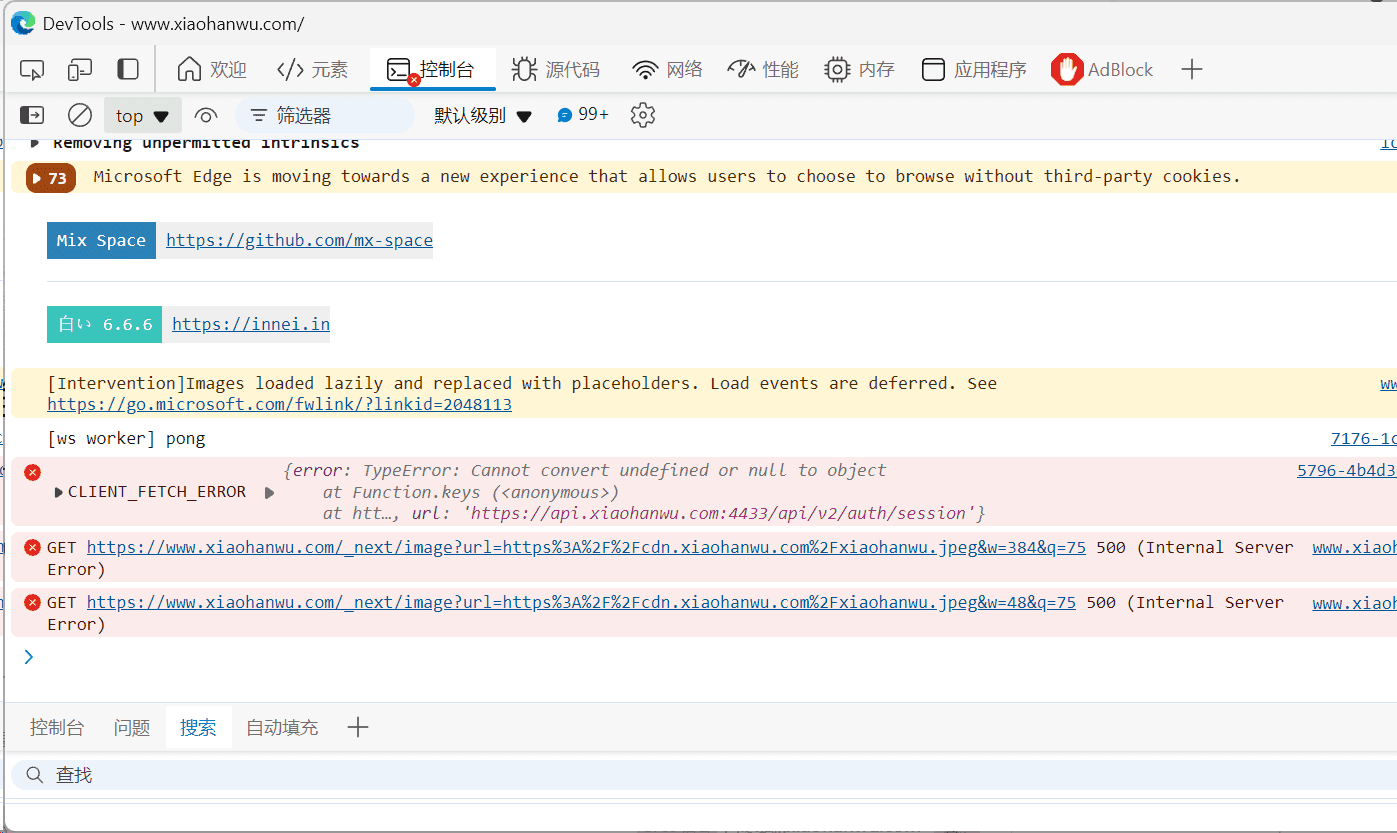 DevTools - www.xiaohanwu.com/
欢迎 元素 控制台 源代码 网络 性能 内存 应用程序 AdBlock
top 筛选器 默认级别 99+
Removing unpermitted intrinsics
73 Microsoft Edge is moving towards a new experience that allows users to choose to browse without third-party cookies.
Mix Space https://github.com/mx-space
白い 6.6.6 https://innei.in
[Intervention]Images loaded lazily and replaced with placeholders. Load events are deferred. See
https://go.microsoft.com/fwlink/?linkid=2048113
[ws worker] pong 7176-1c
{error: TypeError: Cannot convert undefined or null to object 5796-4b4d3
CLIENT_FETCH_ERROR at Function.keys (<anonymous>)
at htt…, url: 'https://api.xiaohanwu.com:4433/api/v2/auth/session'}
GET https://www.xiaohanwu.com/_next/image?url=https%3A%2F%2Fcdn.xiaohanwu.com%2Fxiaohanwu.jpeg&w=384&q=75 500 (Internal Server www.xiaoh
Error)
GET https://www.xiaohanwu.com/_next/image?url=https%3A%2F%2Fcdn.xiaohanwu.com%2Fxiaohanwu.jpeg&w=48&q=75 500 (Internal Server www.xiaoh
Error)
控制台 问题 搜索 自动填充
查找